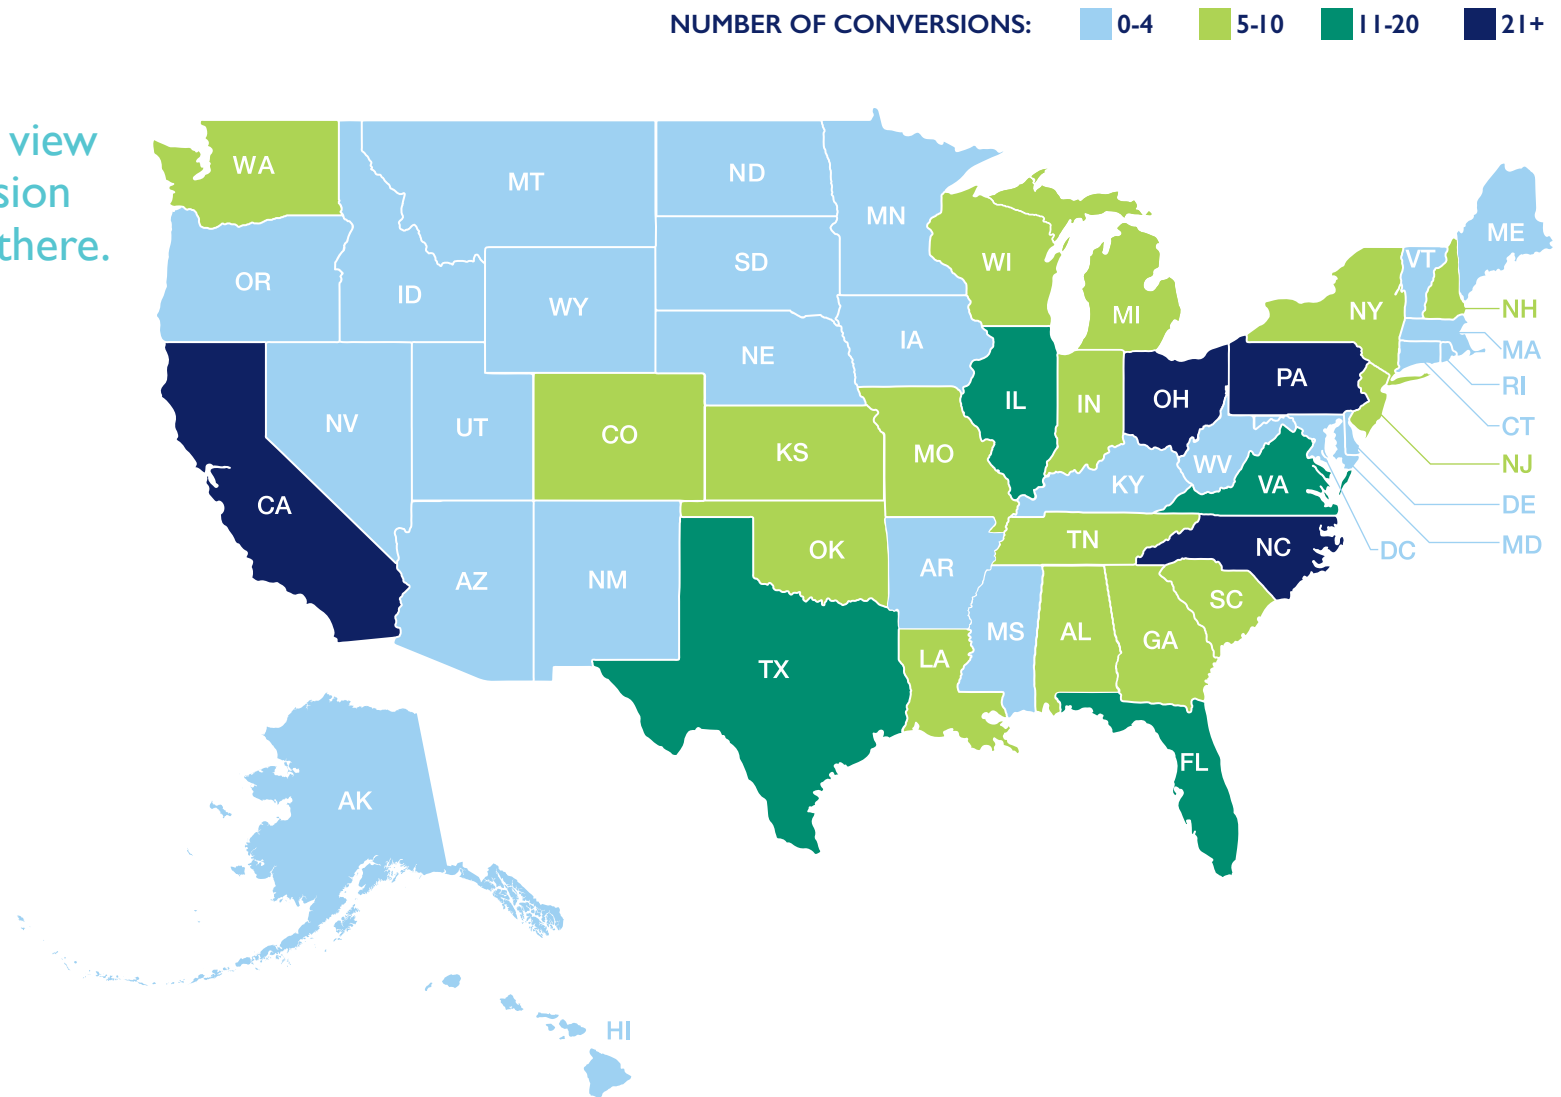 NUMBER OF CONVERSIONS: 0-4 5-10 11-20 21+
view
sion
there.
WA
MT
ND
MN
OR
ID
WY
SD
WI
MI
NY
VT
ME
NH
MA
RI
CT
NJ
DE
MD
DC
NV
UT
CO
NE
IA
IL
IN
OH
PA
CA
KS
MO
KY
WV
VA
AZ
NM
OK
AR
TN
NC
TX
LA
MS
AL
GA
SC
FL
AK
HI